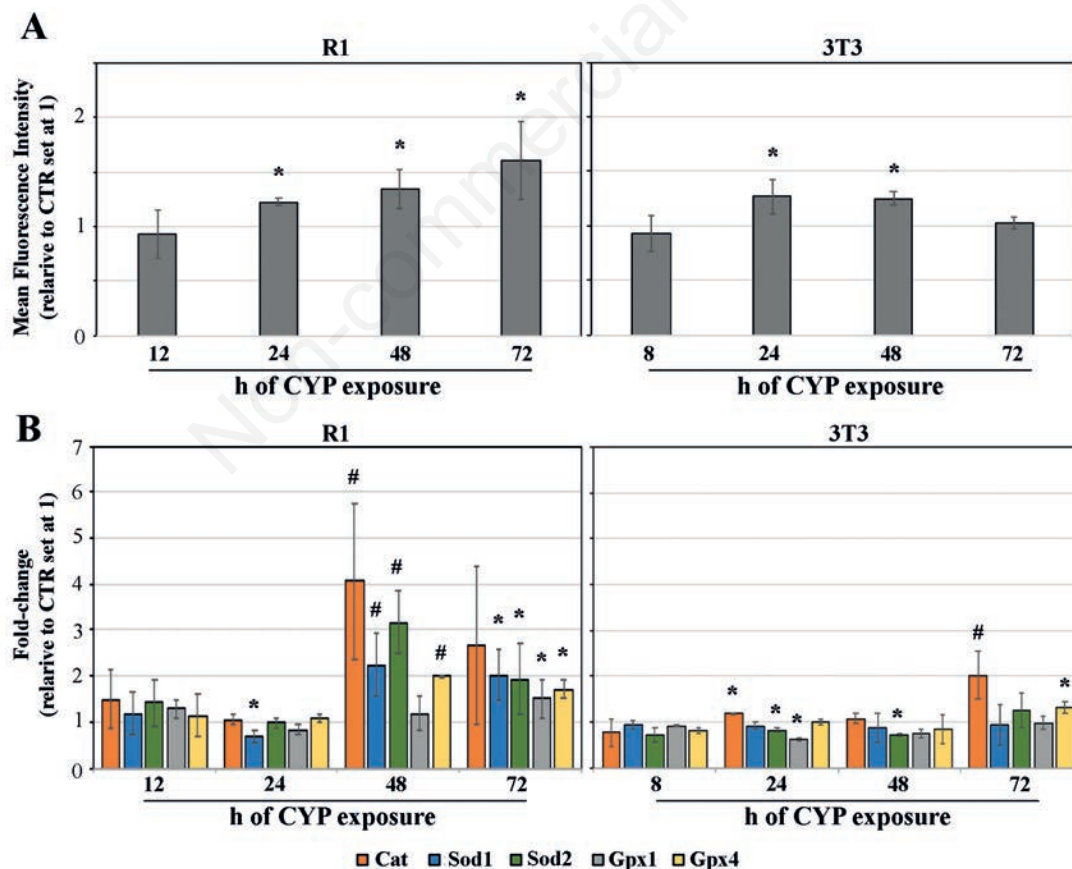 A
R1
3T3
Mean Fluorescence Intensity
(relarive to CTR set at 1)
2
1
0
* * *
* *
12 24 48 72
8 24 48 72
h of CYP exposure
h of CYP exposure
Non-commercial
B
R1
3T3
Fold-change
(relarive to CTR set at 1)
7
6
5
4
3
2
1
0
* # # # # * * * *
* * * * # *
12 24 48 72
8 24 48 72
h of CYP exposure
h of CYP exposure
Cat Sod1 Sod2 Gpx1 Gpx4